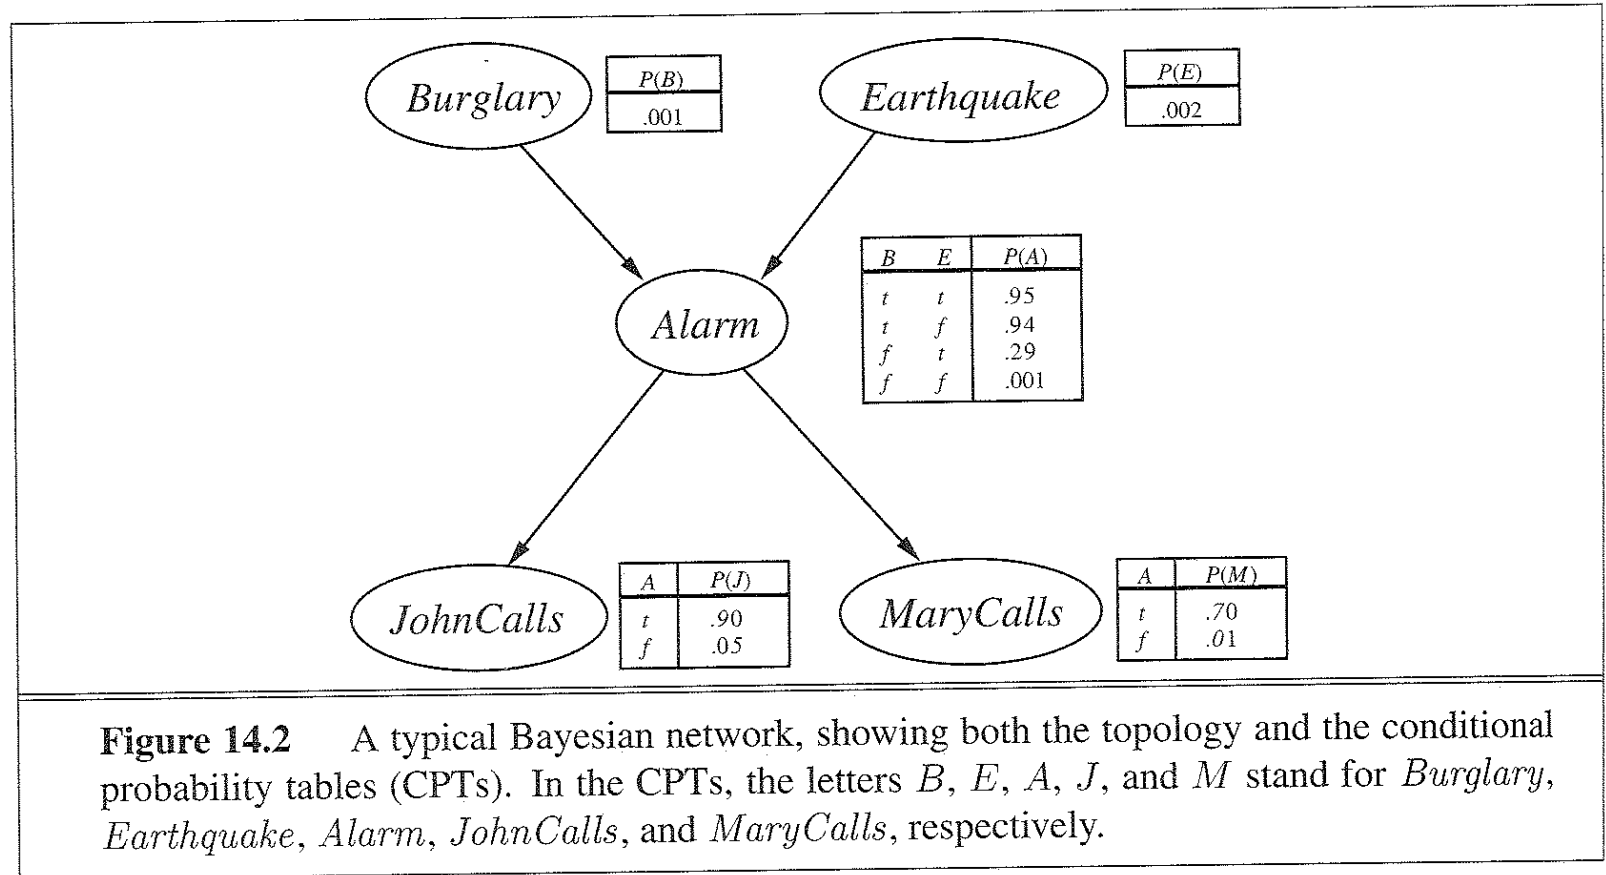 Burglary
P(B)
.001
Earthquake
P(E)
.002
Alarm
B E P(A)
t t .95
t f .94
f t .29
f f .001
JohnCalls
A P(J)
t .90
f .05
MaryCalls
A P(M)
t .70
f .01
Figure 14.2 A typical Bayesian network, showing both the topology and the conditional
probability tables (CPTs). In the CPTs, the letters B, E, A, J, and M stand for Burglary,
Earthquake, Alarm, JohnCalls, and MaryCalls, respectively.